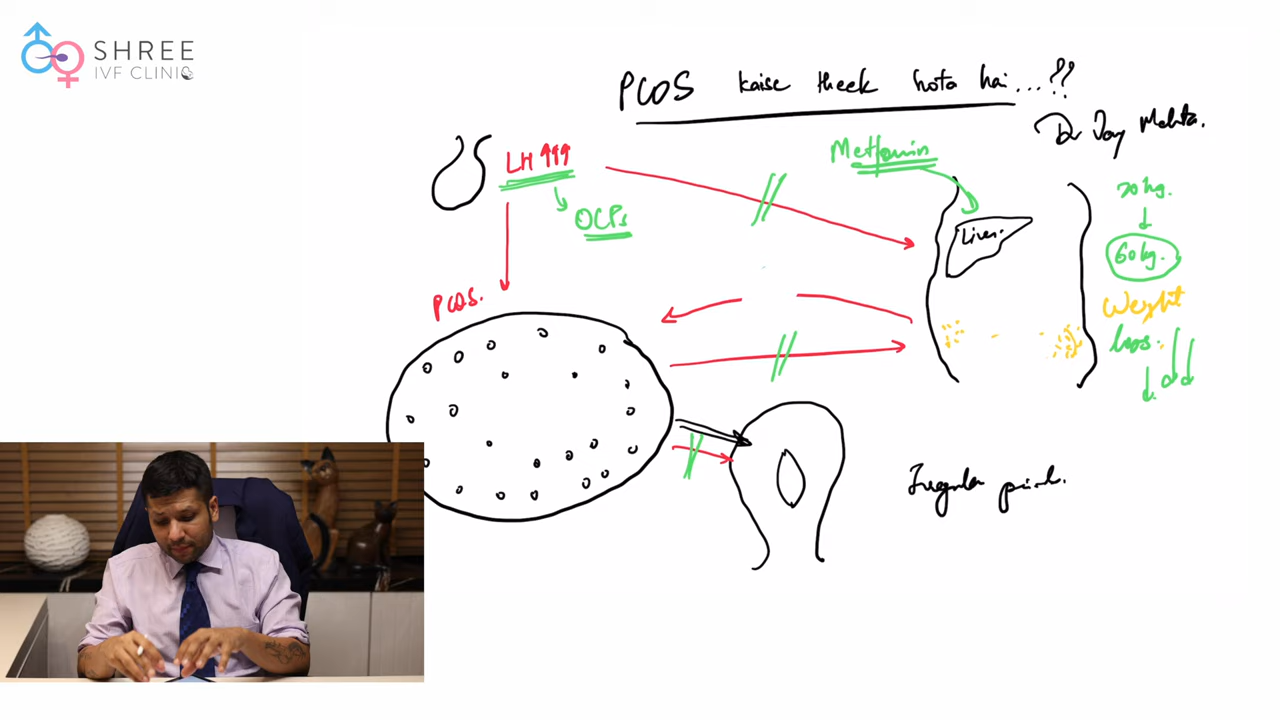 SHREE
IVF CLINIC
PCOS kaise theek hota hai...??
Dr Jay Mehta.
LH ↑↑↑
OCPs
Metformin
Liver.
70 kg.
60 kg.
Weight
loss.
PCOS.
Irregular